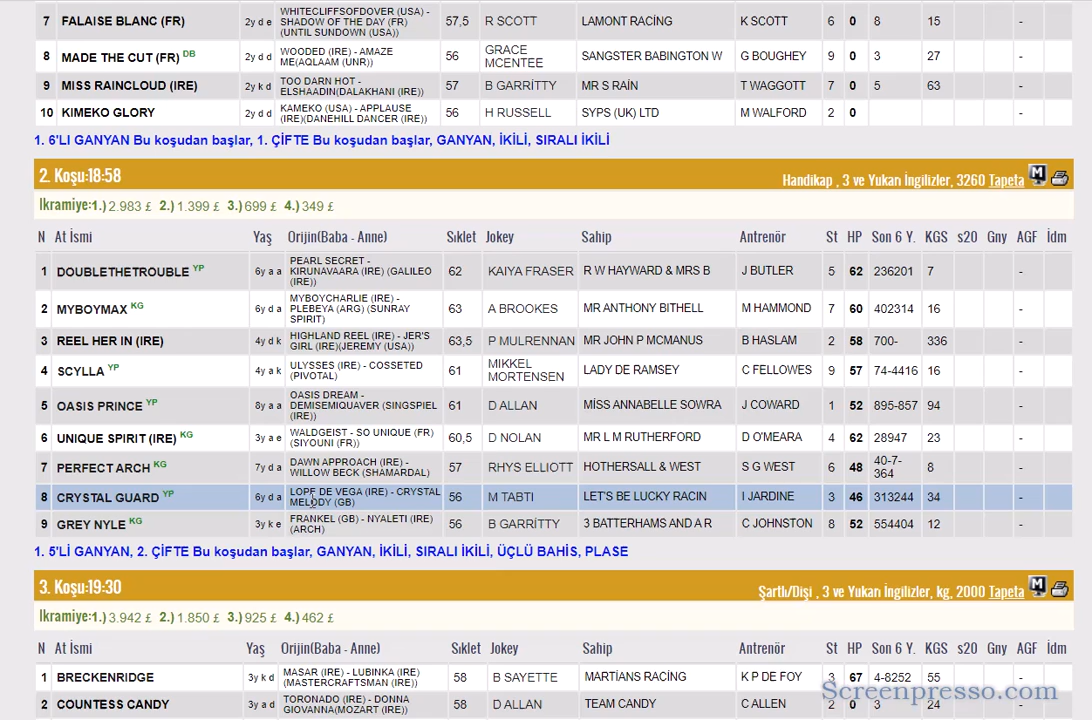 7 FALAISE BLANC (FR) 2y d e WHITECLIFFSOFDOVER (USA) - SHADOW OF THE DAY (FR) (UNTIL SUNDOWN (USA)) 57,5 R SCOTT LAMONT RACİNG K SCOTT 6 0 8 15 -
8 MADE THE CUT (FR) DB 2y d d WOODED (IRE) - AMAZE ME(AQLAAM (UNR)) 56 GRACE MCENTEE SANGSTER BABINGTON W G BOUGHEY 9 0 3 27 -
9 MISS RAINCLOUD (IRE) 2y k d TOO DARN HOT - ELSHAADIN(DALAKHANI (IRE)) 57 B GARRİTTY MR S RAİN T WAGGOTT 7 0 5 63 -
10 KIMEKO GLORY 2y d d KAMEKO (USA) - APPLAUSE (IRE)(DANEHILL DANCER (IRE)) 56 H RUSSELL SYPS (UK) LTD M WALFORD 2 0 -
1. 6'LI GANYAN Bu koşudan başlar, 1. ÇİFTE Bu koşudan başlar, GANYAN, İKİLİ, SIRALI İKİLİ
2. Koşu:18:58 Handikap , 3 ve Yukarı İngilizler, 3260 Tapeta M
Ikramiye:1.) 2.983 £ 2.) 1.399 £ 3.) 699 £ 4.) 349 £
N At İsmi Yaş Orijin(Baba - Anne) Sıklet Jokey Sahip Antrenör St HP Son 6 Y. KGS s20 Gny AGF İdm
1 DOUBLETHETROUBLE YP 6y a a PEARL SECRET - KIRUNAVAARA (IRE) (GALILEO (IRE)) 62 KAIYA FRASER R W HAYWARD & MRS B J BUTLER 5 62 236201 7 -
2 MYBOYMAX KG 6y d a MYBOYCHARLIE (IRE) - PLEBEYA (ARG) (SUNRAY SPIRIT) 63 A BROOKES MR ANTHONY BITHELL M HAMMOND 7 60 402314 16 -
3 REEL HER IN (IRE) 4y d k HIGHLAND REEL (IRE) - JER'S GIRL (IRE)(JEREMY (USA)) 63,5 P MULRENNAN MR JOHN P MCMANUS B HASLAM 2 58 700- 336 -
4 SCYLLA YP 4y a k ULYSSES (IRE) - COSSETED (PIVOTAL) 61 MIKKEL MORTENSEN LADY DE RAMSEY C FELLOWES 9 57 74-4416 16 -
5 OASIS PRINCE YP 8y a a OASIS DREAM - DEMISEMIQUAVER (SINGSPIEL (IRE)) 61 D ALLAN MİSS ANNABELLE SOWRA J COWARD 1 52 895-857 94 -
6 UNIQUE SPIRIT (IRE) KG 3y a e WALDGEIST - SO UNIQUE (FR) (SIYOUNI (FR)) 60,5 D NOLAN MR L M RUTHERFORD D O'MEARA 4 62 28947 23 -
7 PERFECT ARCH KG 7y d a DAWN APPROACH (IRE) - WILLOW BECK (SHAMARDAL) 57 RHYS ELLIOTT HOTHERSALL & WEST S G WEST 6 48 40-7-364 8 -
8 CRYSTAL GUARD YP 6y d a LOPE DE VEGA (IRE) - CRYSTAL MELODY (GB) 56 M TABTI LET'S BE LUCKY RACIN I JARDINE 3 46 313244 34 -
9 GREY NYLE KG 3y k e FRANKEL (GB) - NYALETI (IRE) (ARCH) 56 B GARRİTTY 3 BATTERHAMS AND A R C JOHNSTON 8 52 554404 12 -
1. 5'Lİ GANYAN, 2. ÇİFTE Bu koşudan başlar, GANYAN, İKİLİ, SIRALI İKİLİ, ÜÇLÜ BAHİS, PLASE
3. Koşu:19:30 Şartlı/Dişi , 3 ve Yukarı İngilizler, kg, 2000 Tapeta M
Ikramiye:1.) 3.942 £ 2.) 1.850 £ 3.) 925 £ 4.) 462 £
N At İsmi Yaş Orijin(Baba - Anne) Sıklet Jokey Sahip Antrenör St HP Son 6 Y. KGS s20 Gny AGF İdm
1 BRECKENRIDGE 3y k d MASAR (IRE) - LUBINKA (IRE) (MASTERCRAFTSMAN (IRE)) 58 B SAYETTE MARTİANS RACİNG K P DE FOY 3 67 4-8252 55 -
2 COUNTESS CANDY 3y a d TORONADO (IRE) - DONNA GIOVANNA(MOZART (IRE)) 58 D ALLAN TEAM CANDY C ALLEN 2 0 3 24 -
Screenpresso.com